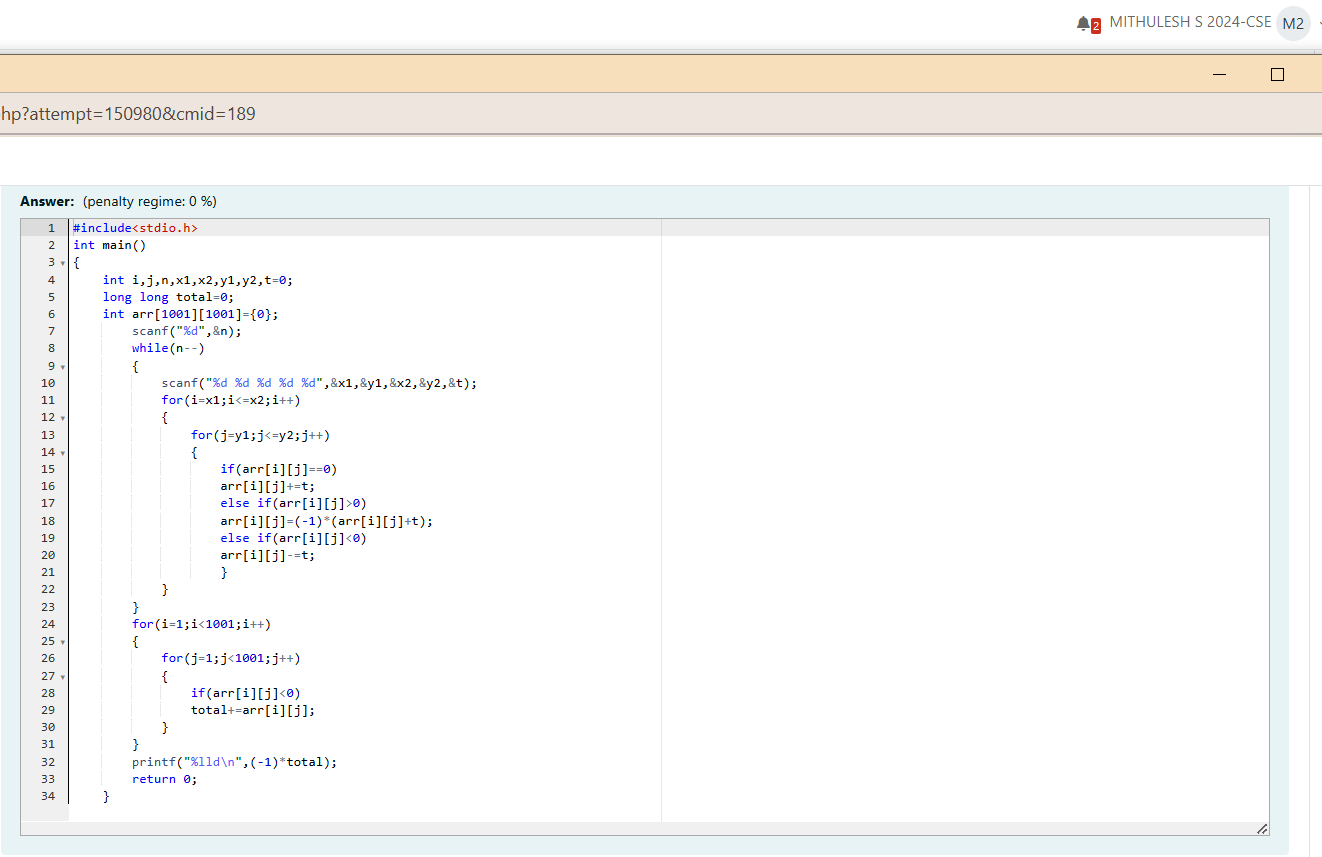 2 MITHULESH S 2024-CSE M2
hp?attempt=150980&cmid=189
Answer: (penalty regime: 0 %)
1 #include<stdio.h>
2 int main()
3 {
4     int i,j,n,x1,x2,y1,y2,t=0;
5     long long total=0;
6     int arr[1001][1001]={0};
7         scanf("%d",&n);
8         while(n--)
9         {
10             scanf("%d %d %d %d %d",&x1,&y1,&x2,&y2,&t);
11             for(i=x1;i<=x2;i++)
12             {
13                 for(j=y1;j<=y2;j++)
14                 {
15                     if(arr[i][j]==0)
16                     arr[i][j]+=t;
17                     else if(arr[i][j]>0)
18                     arr[i][j]=(-1)*(arr[i][j]+t);
19                     else if(arr[i][j]<0)
20                     arr[i][j]-=t;
21                     }
22             }
23         }
24         for(i=1;i<1001;i++)
25         {
26             for(j=1;j<1001;j++)
27             {
28                 if(arr[i][j]<0)
29                 total+=arr[i][j];
30             }
31         }
32         printf("%lld\n",(-1)*total);
33         return 0;
34     }